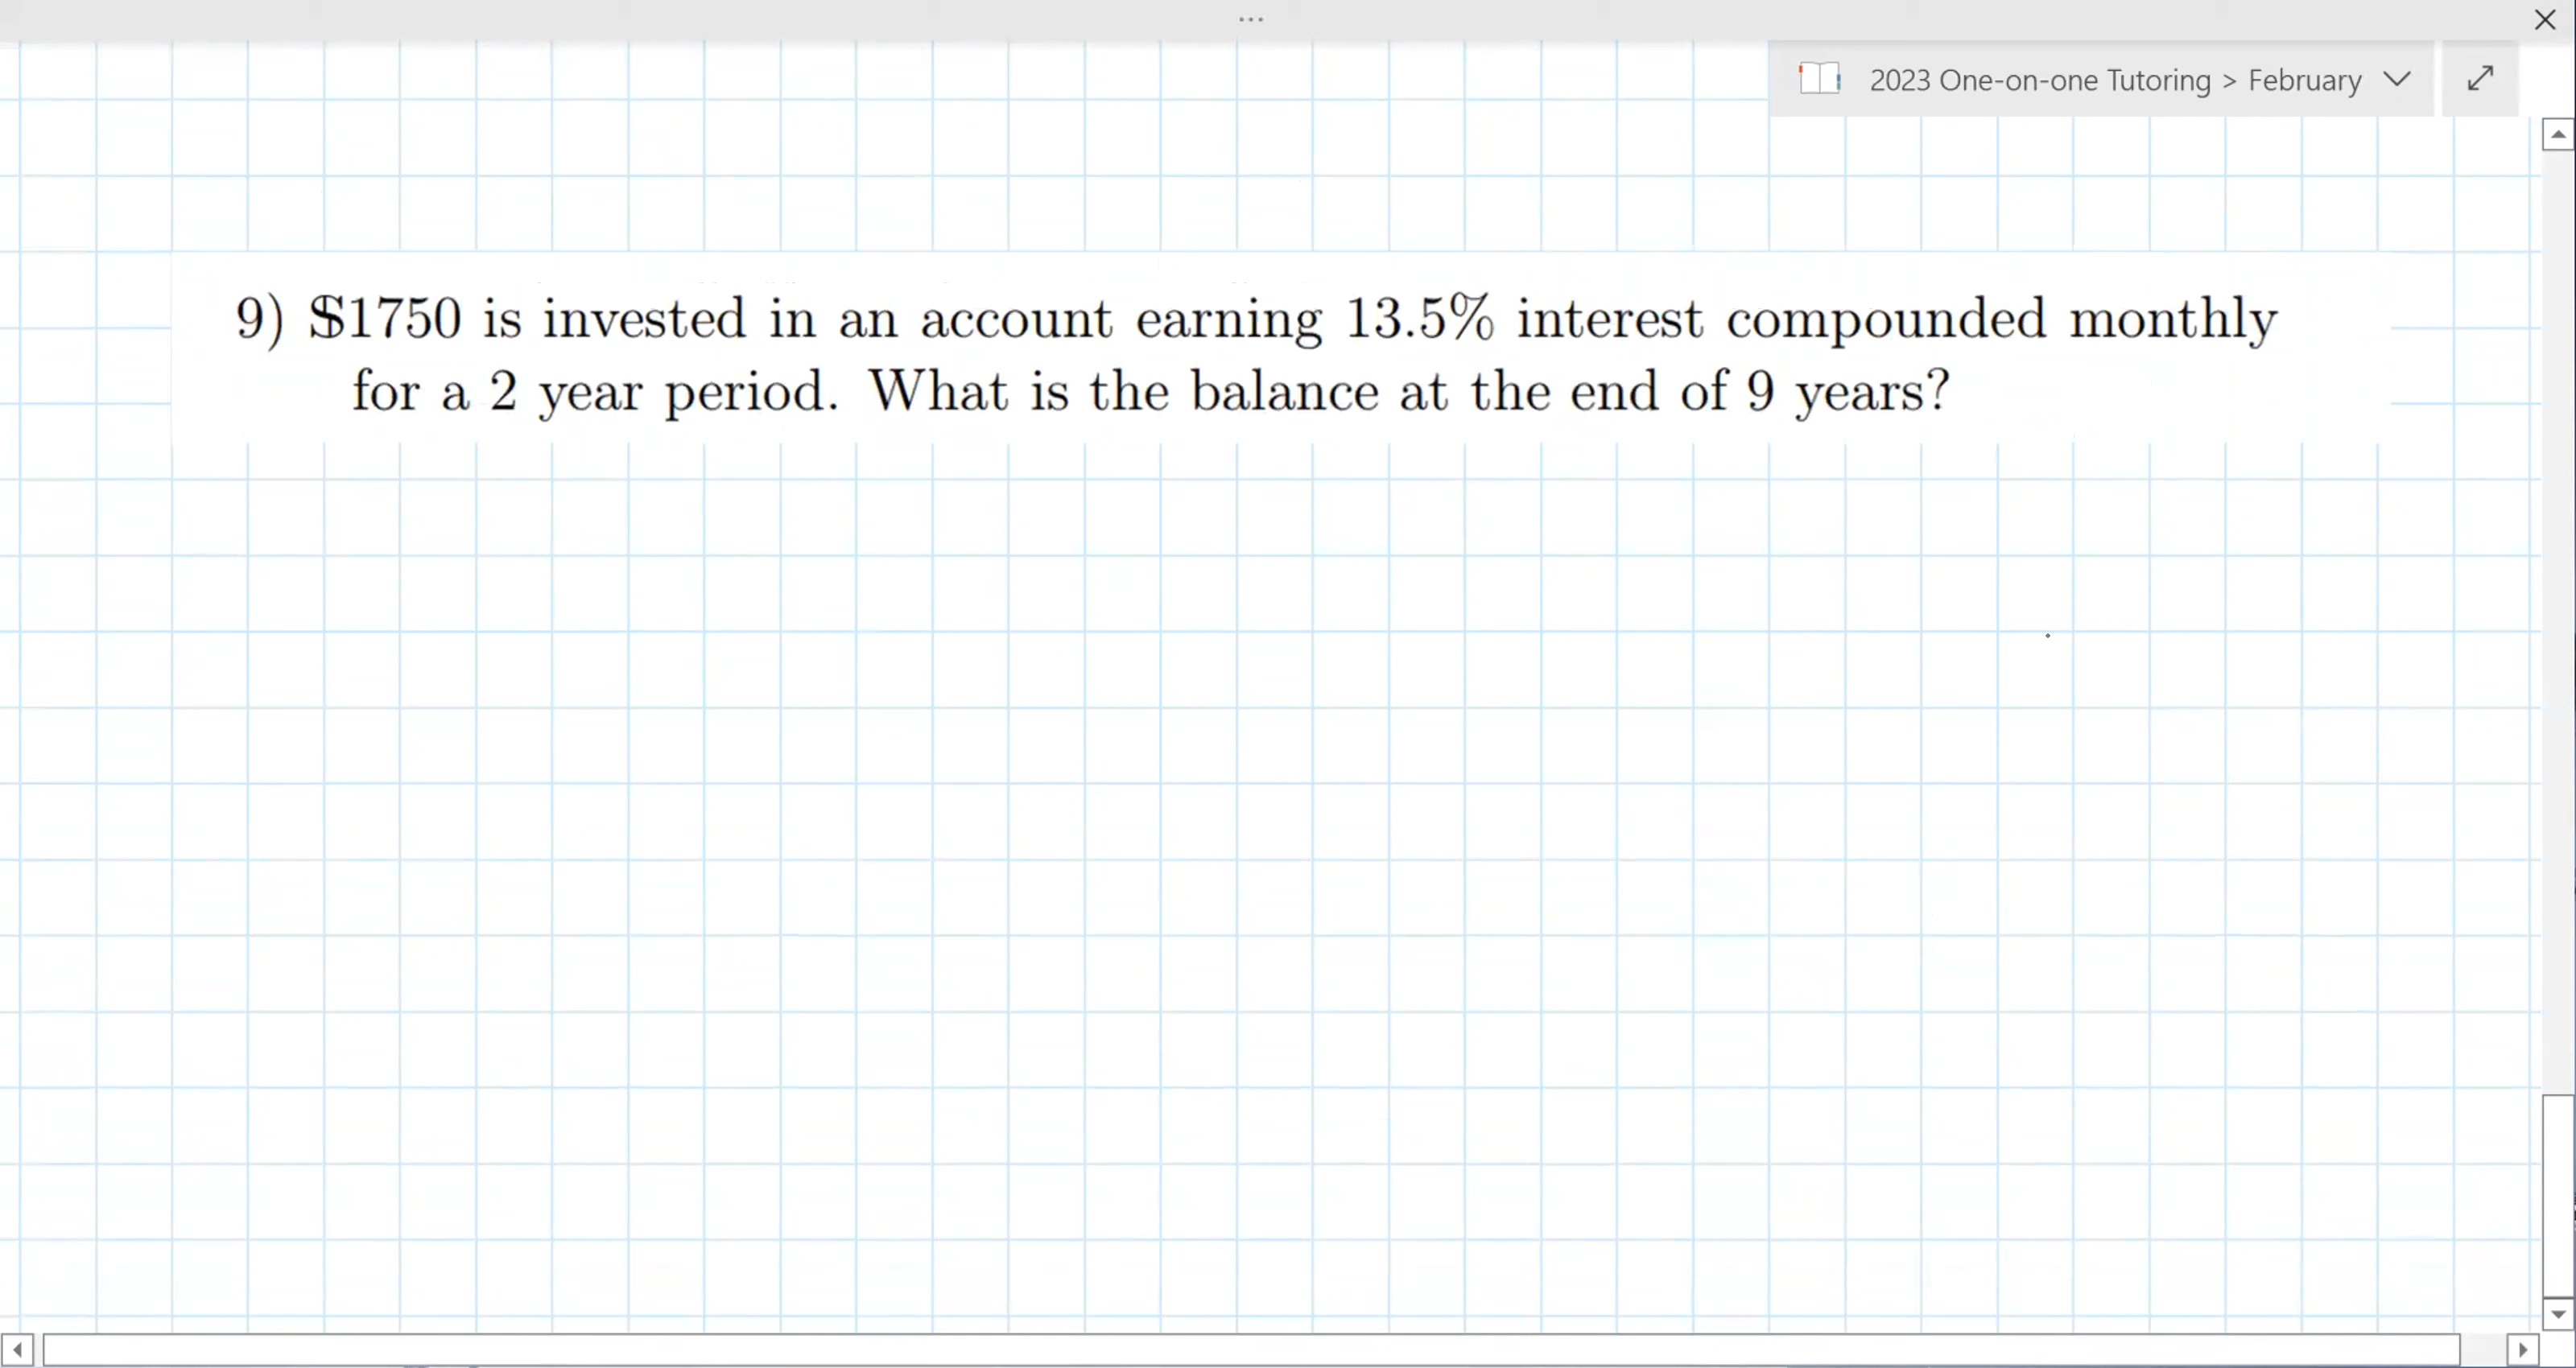 ...
2023 One-on-one Tutoring > February
9) $1750 is invested in an account earning 13.5% interest compounded monthly
for a 2 year period. What is the balance at the end of 9 years?